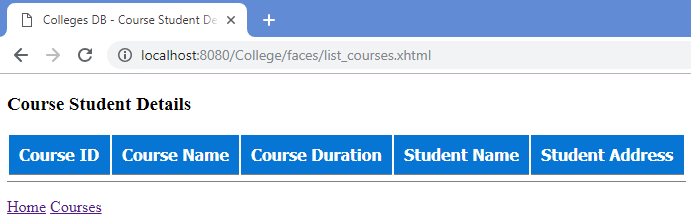 Colleges DB - Course Student De
localhost:8080/College/faces/list_courses.xhtml
Course Student Details
Course ID Course Name Course Duration Student Name Student Address
Home Courses